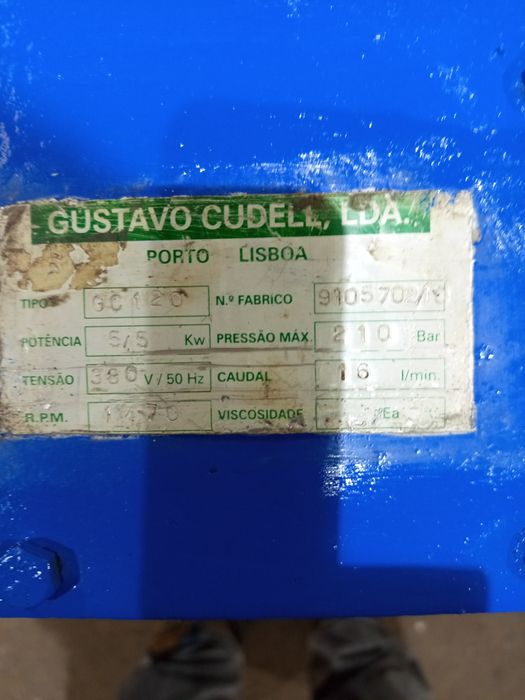 GUSTAVO CUDELL, LDA.
PORTO LISBOA
TIPO GC120 N.º FABRICO
POTÊNCIA 5/5 Kw PRESSÃO MÁX. 210 Bar
TENSÃO 380 V/50 Hz CAUDAL 16 l/min.
R.P.M. VISCOSIDADE